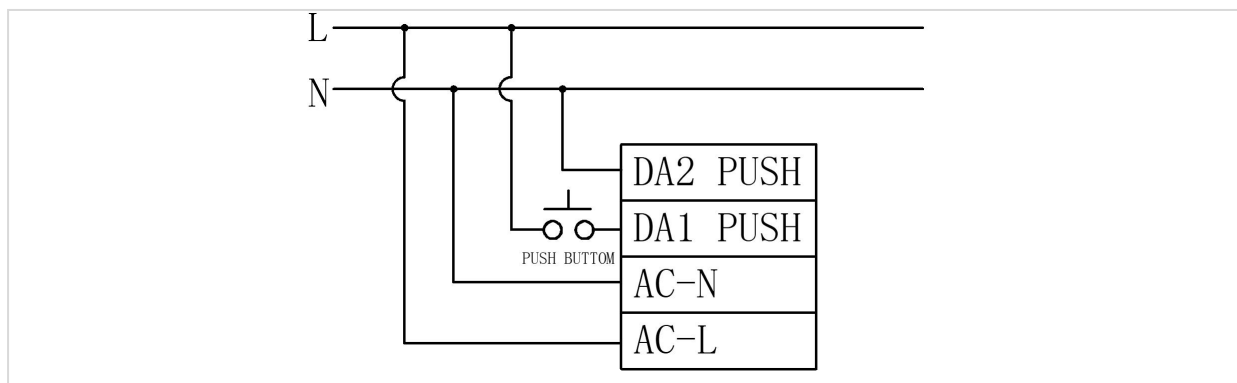 L
N
DA2 PUSH
DA1 PUSH
PUSH BUTTOM
AC-N
AC-L